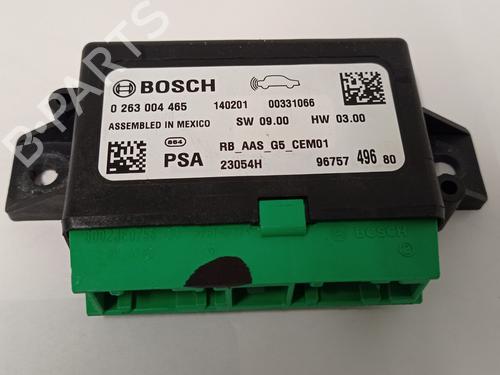 B-PARTS
BOSCH
0 263 004 465 140201 00331066
ASSEMBLED IN MEXICO SW 09.00 HW 03.00
864 RB_AAS_G5_CEM01
PSA 23054H 96757 496 80
BOSCH